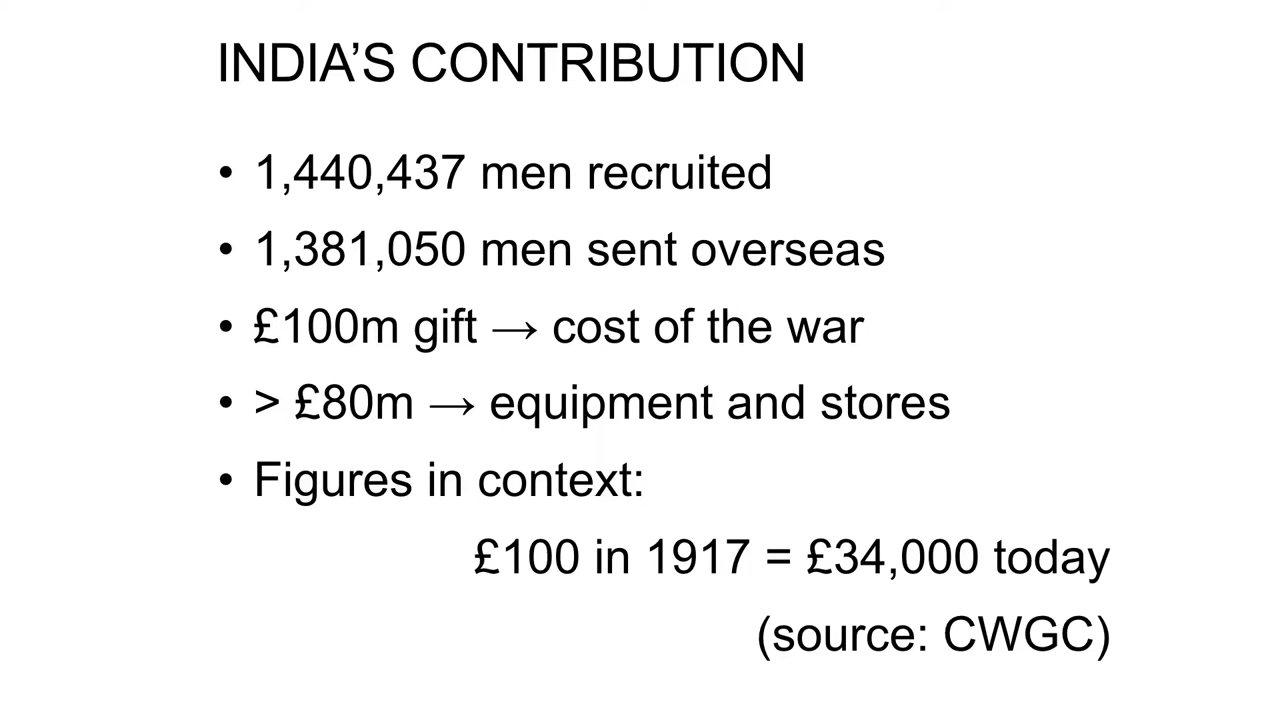 INDIA’S CONTRIBUTION
• 1,440,437 men recruited
• 1,381,050 men sent overseas
• £100m gift → cost of the war
• > £80m → equipment and stores
• Figures in context:
£100 in 1917 = £34,000 today
(source: CWGC)